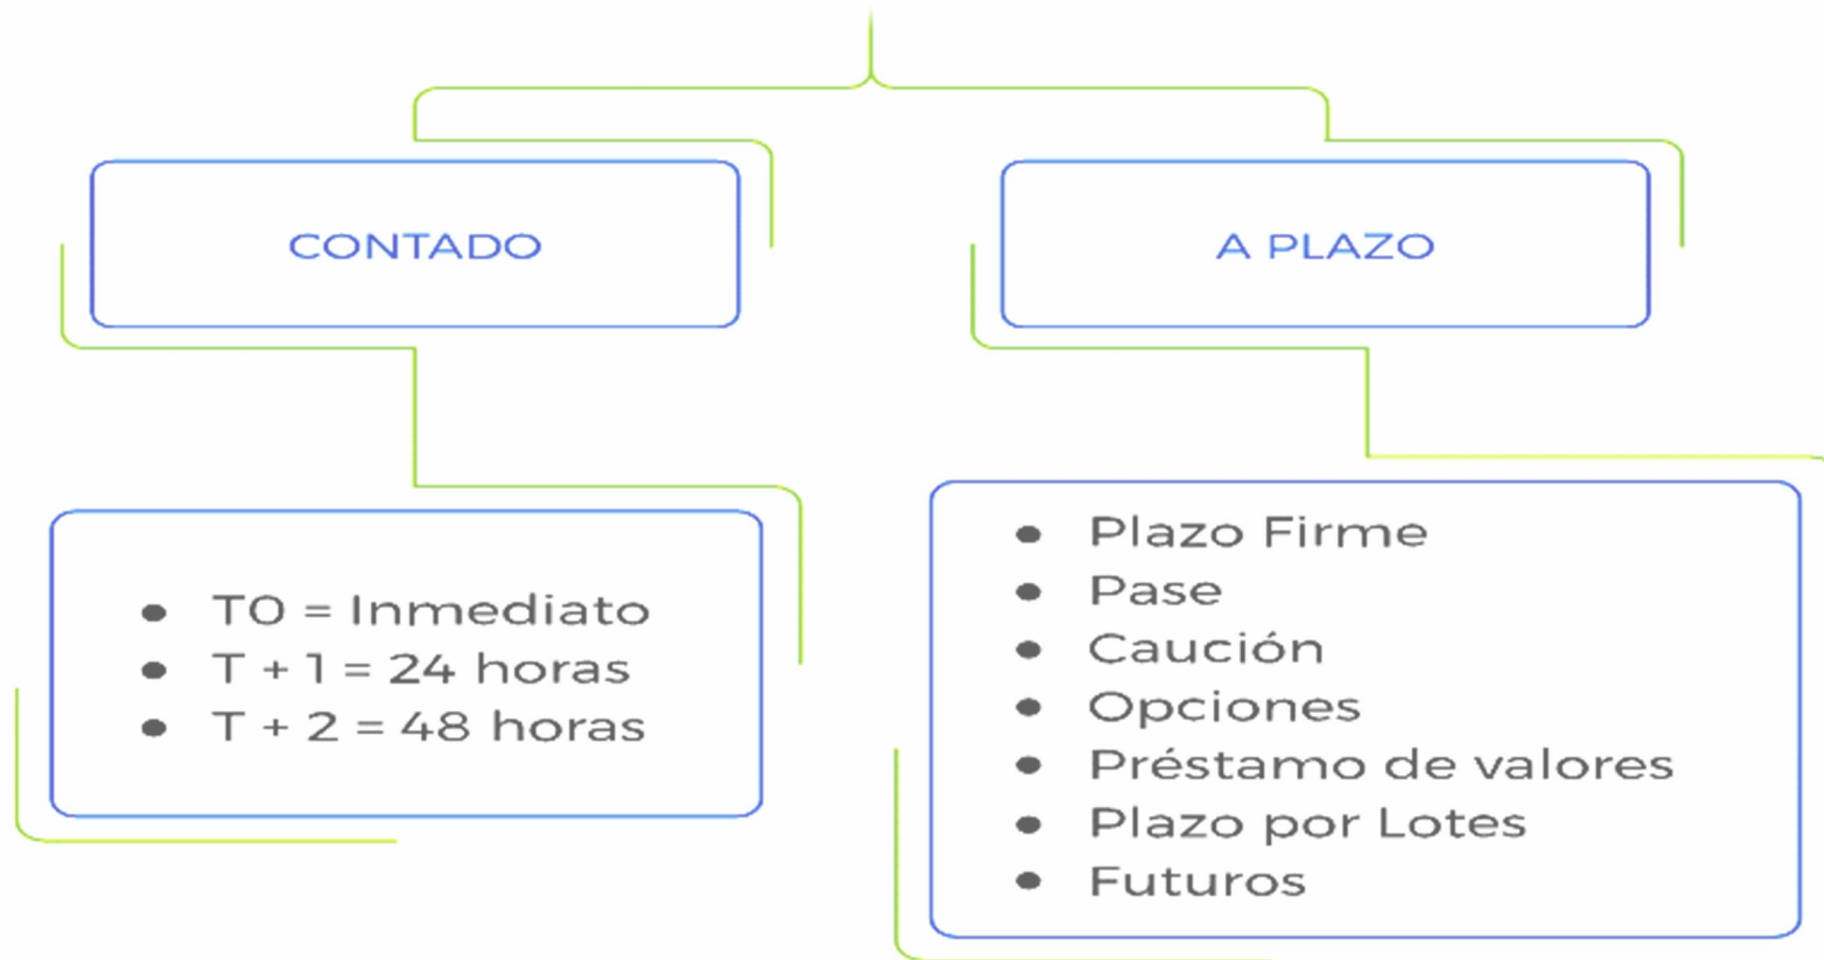 CONTADO
A PLAZO
• T0 = Inmediato
• T + 1 = 24 horas
• T + 2 = 48 horas
• Plazo Firme
• Pase
• Caución
• Opciones
• Préstamo de valores
• Plazo por Lotes
• Futuros